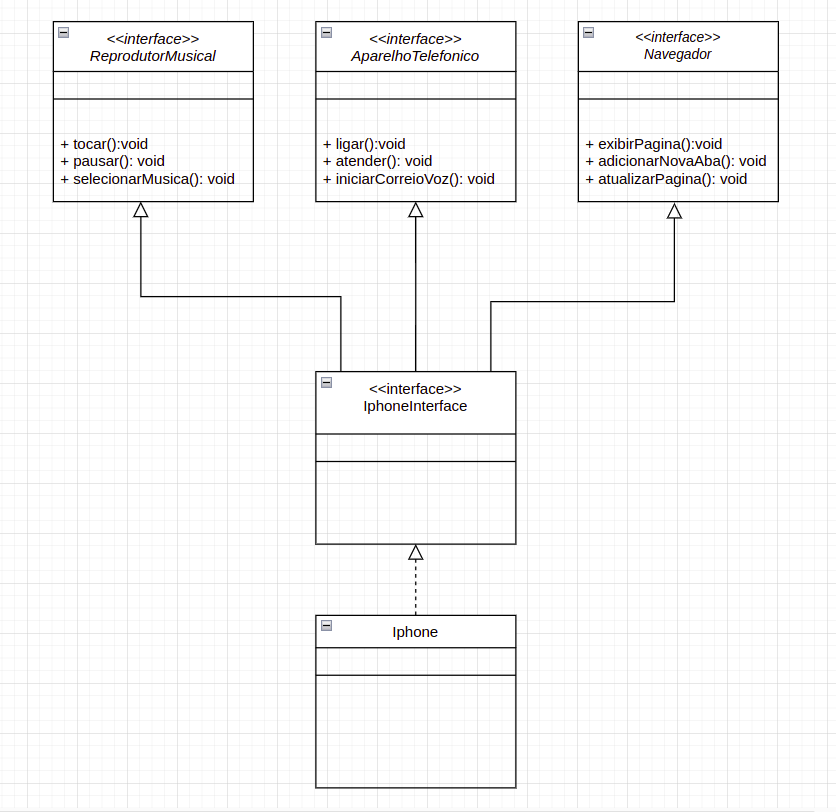 <<interface>>
ReprodutorMusical
+ tocar():void
+ pausar(): void
+ selecionarMusica(): void
<<interface>>
AparelhoTelefonico
+ ligar():void
+ atender(): void
+ iniciarCorreioVoz(): void
<<interface>>
Navegador
+ exibirPagina():void
+ adicionarNovaAba(): void
+ atualizarPagina(): void
<<interface>>
IphoneInterface
Iphone